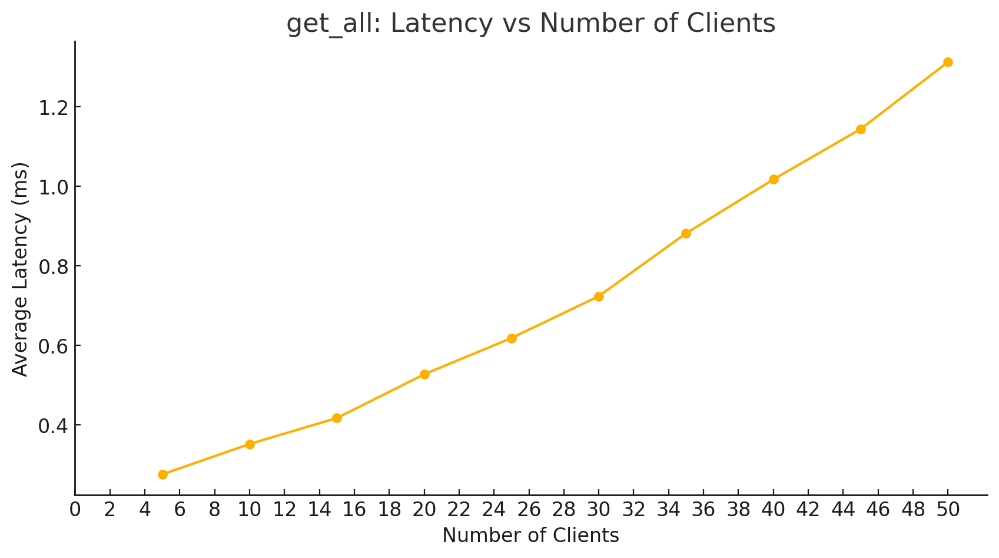 get_all: Latency vs Number of Clients
Average Latency (ms)
1.2
1.0
0.8
0.6
0.4
0 2 4 6 8 10 12 14 16 18 20 22 24 26 28 30 32 34 36 38 40 42 44 46 48 50
Number of Clients